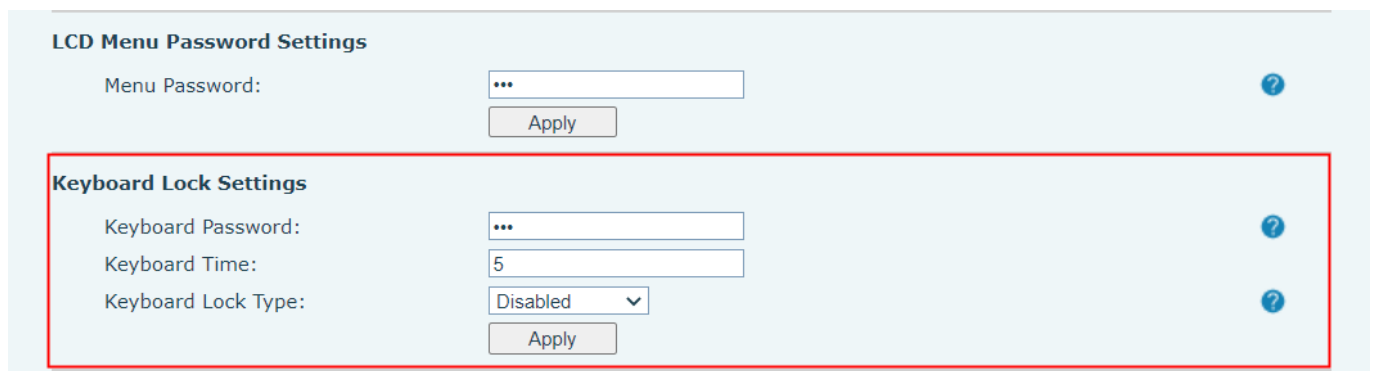 LCD Menu Password Settings
Menu Password: •••
?
Apply
Keyboard Lock Settings
Keyboard Password: •••
?
Keyboard Time: 5
Keyboard Lock Type: Disabled
?
Apply